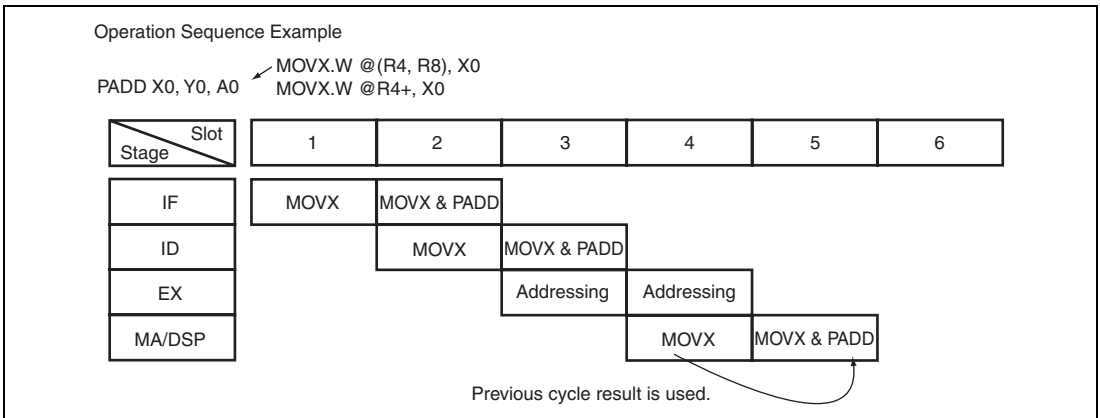 Operation Sequence Example
MOVX.W @(R4, R8), X0
PADD X0, Y0, A0 MOVX.W @R4+, X0
Slot
Stage 1 2 3 4 5 6
IF MOVX MOVX & PADD
ID MOVX MOVX & PADD
EX Addressing Addressing
MA/DSP MOVX MOVX & PADD
Previous cycle result is used.